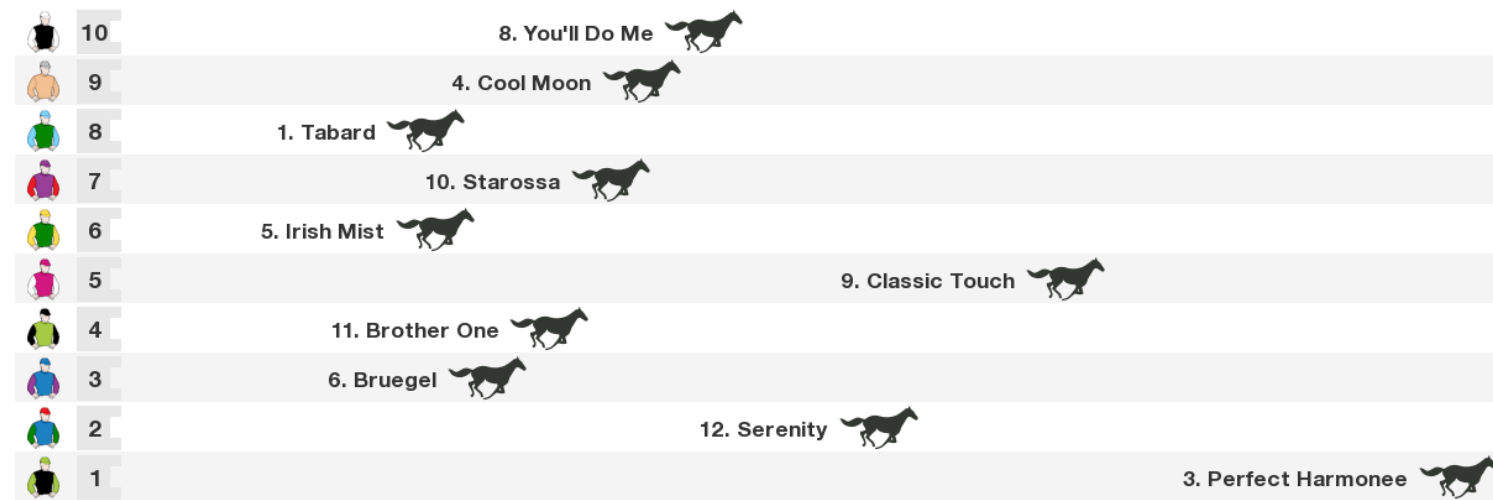 10 8. You'll Do Me
9 4. Cool Moon
8 1. Tabard
7 10. Starossa
6 5. Irish Mist
5 9. Classic Touch
4 11. Brother One
3 6. Bruegel
2 12. Serenity
1 3. Perfect Harmonee